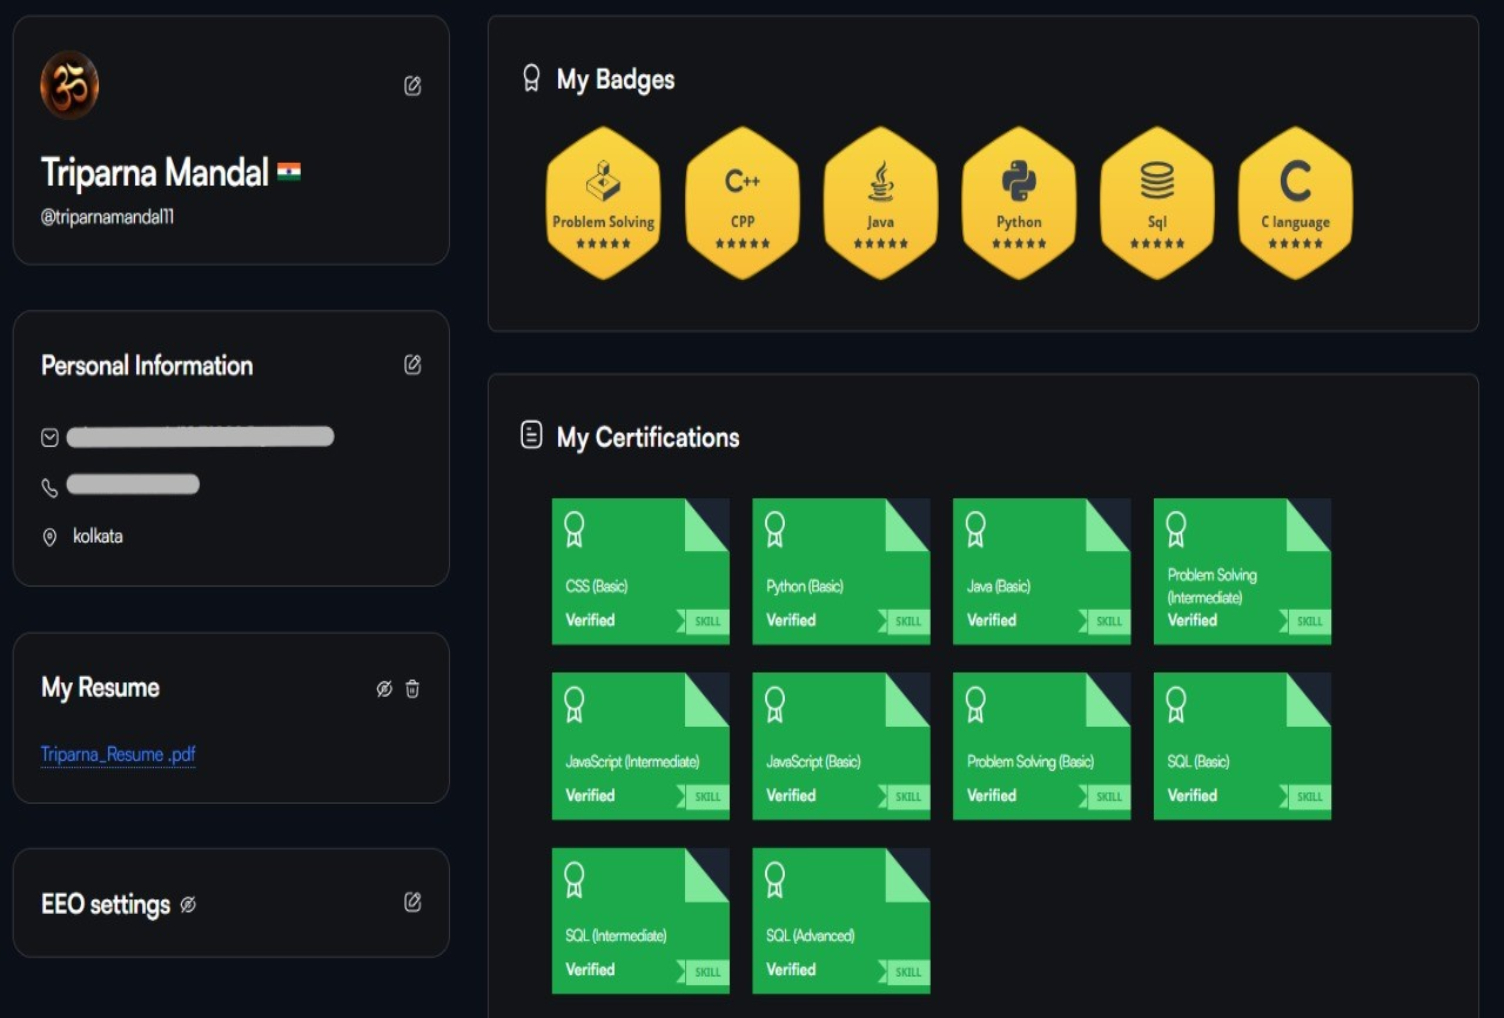 Triparna Mandal
@triparnamandal11
Personal Information
kolkata
My Resume
Triparna_Resume .pdf
EEO settings
My Badges
Problem Solving
C++
CPP
Java
Python
Sql
C
C language
My Certifications
CSS (Basic)
Verified
SKILL
Python (Basic)
Verified
SKILL
Java (Basic)
Verified
SKILL
Problem Solving
(Intermediate)
Verified
SKILL
JavaScript (Intermediate)
Verified
SKILL
JavaScript (Basic)
Verified
SKILL
Problem Solving (Basic)
Verified
SKILL
SQL (Basic)
Verified
SKILL
SQL (Intermediate)
Verified
SKILL
SQL (Advanced)
Verified
SKILL